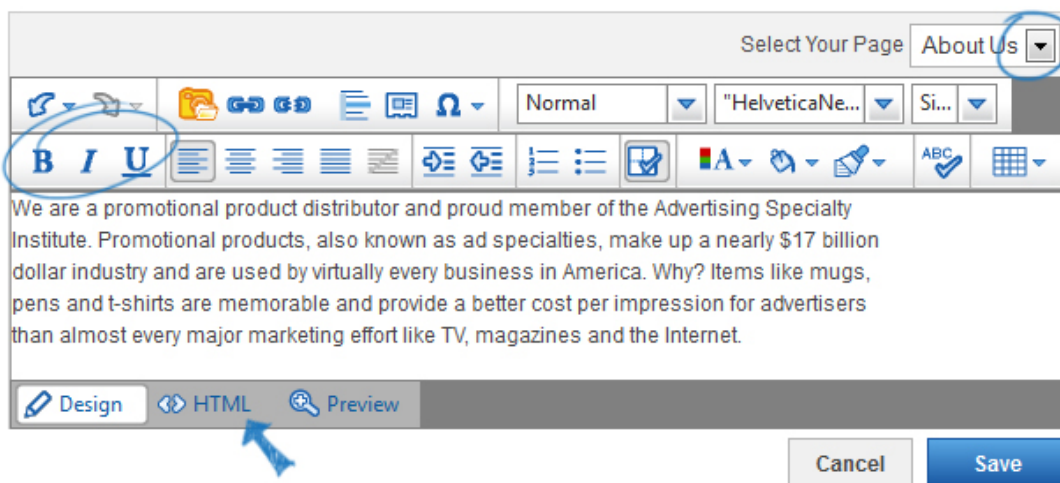 Select Your Page About Us
Ω Normal "HelveticaNe... Si...
B I U A ABC
We are a promotional product distributor and proud member of the Advertising Specialty
Institute. Promotional products, also known as ad specialties, make up a nearly $17 billion
dollar industry and are used by virtually every business in America. Why? Items like mugs,
pens and t-shirts are memorable and provide a better cost per impression for advertisers
than almost every major marketing effort like TV, magazines and the Internet.
Design HTML Preview
Cancel Save